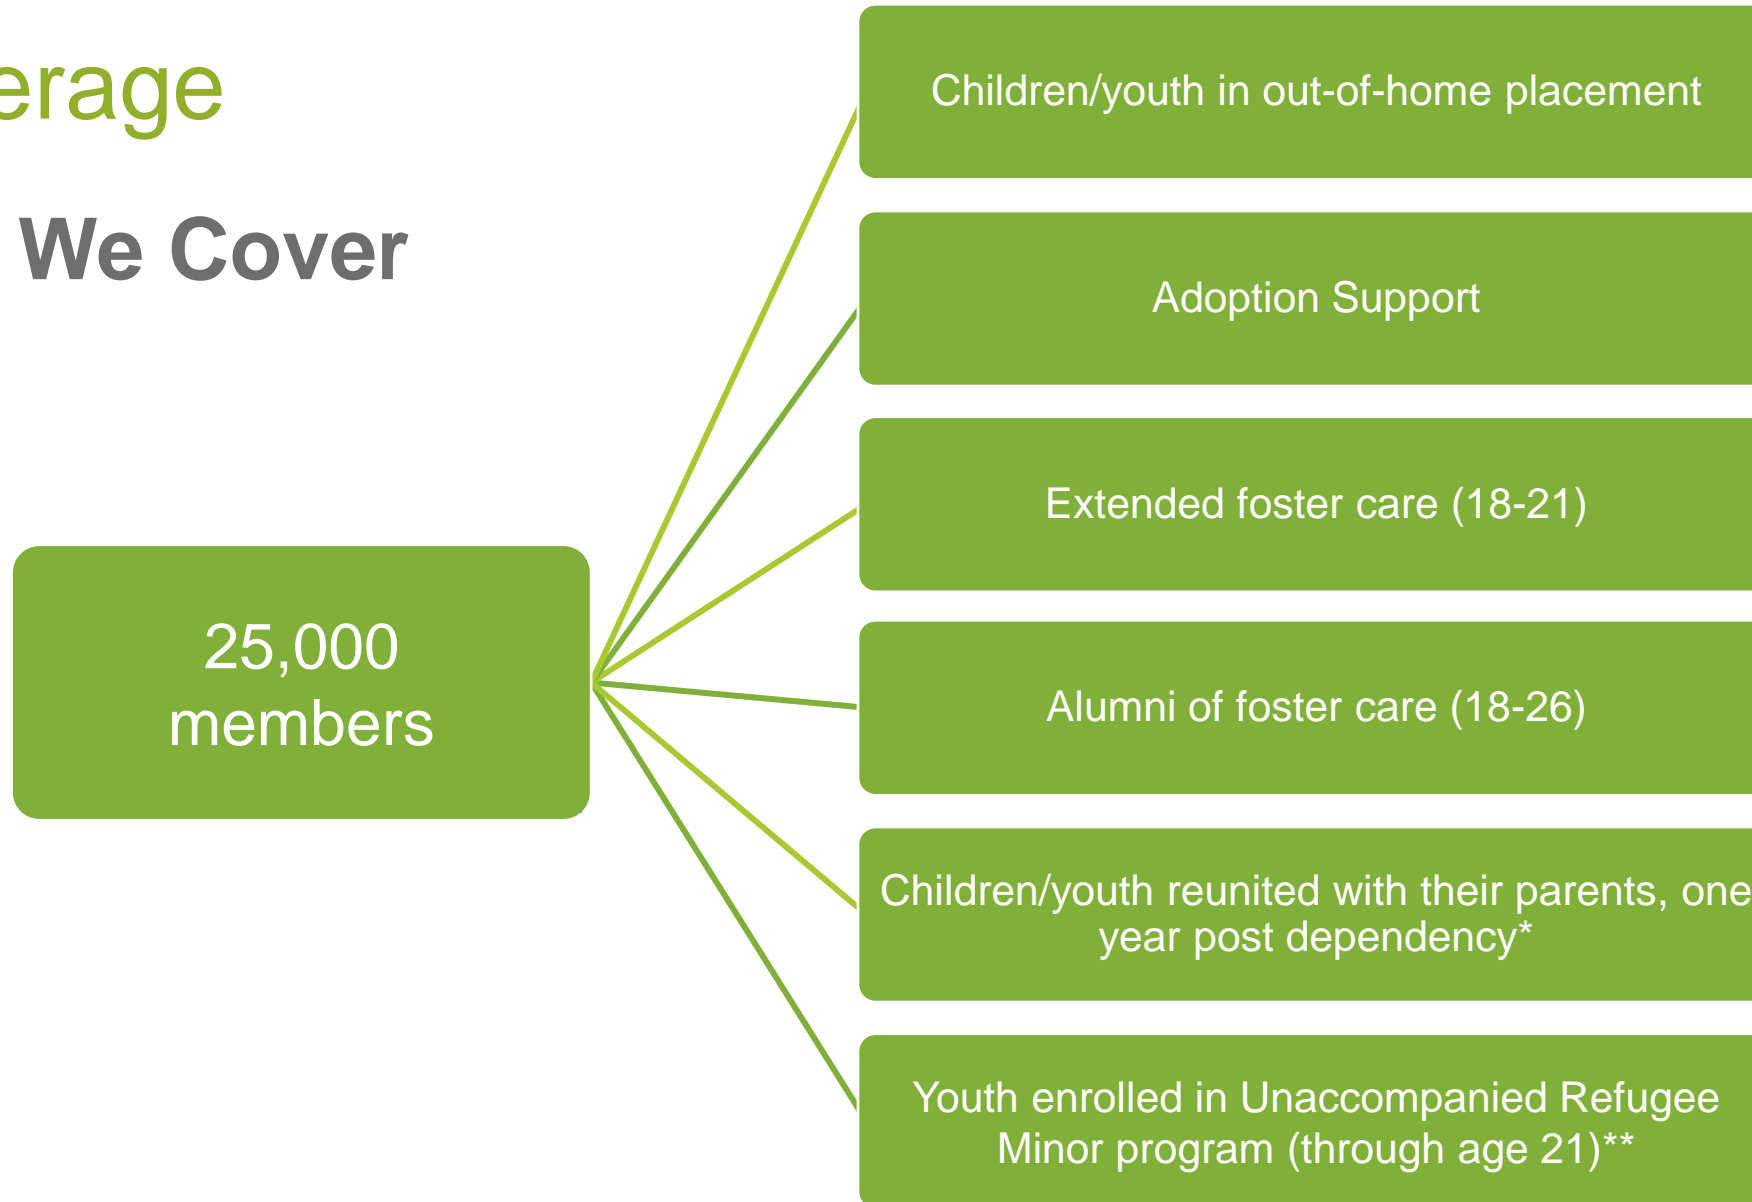 erage
We Cover
25,000
members
Children/youth in out-of-home placement
Adoption Support
Extended foster care (18-21)
Alumni of foster care (18-26)
Children/youth reunited with their parents, one
year post dependency*
Youth enrolled in Unaccompanied Refugee
Minor program (through age 21)**